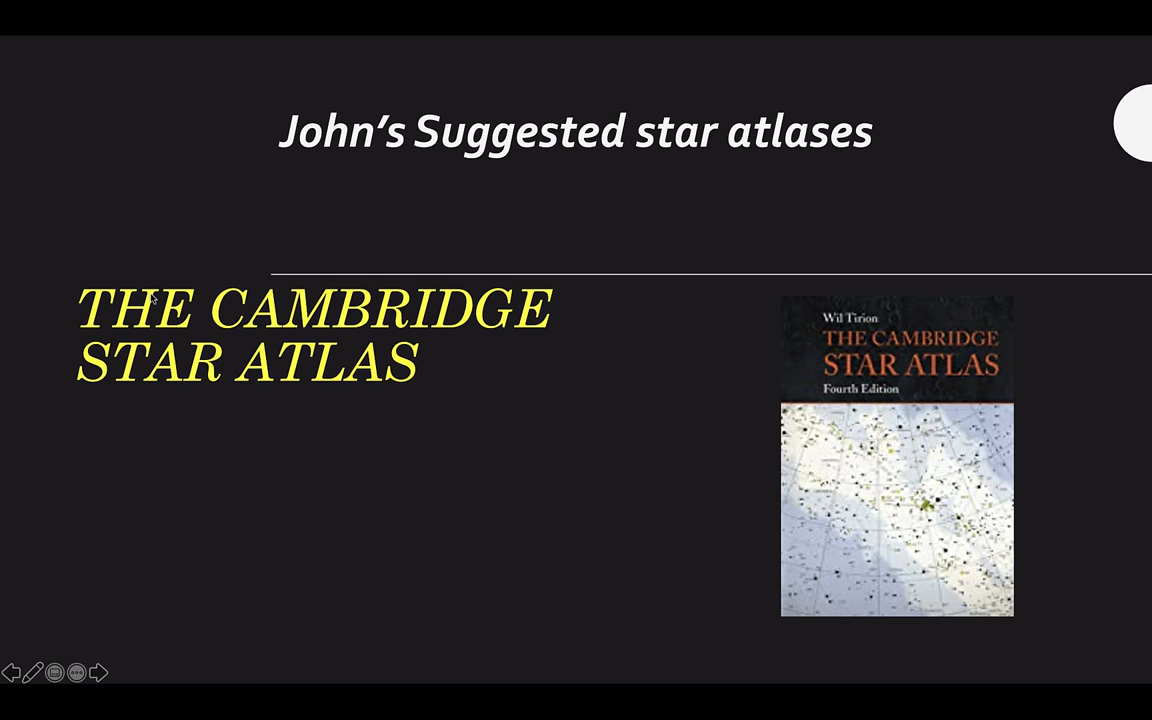 John's Suggested star atlases
THE CAMBRIDGE
STAR ATLAS
Wil Tirion
THE CAMBRIDGE
STAR ATLAS
Fourth Edition